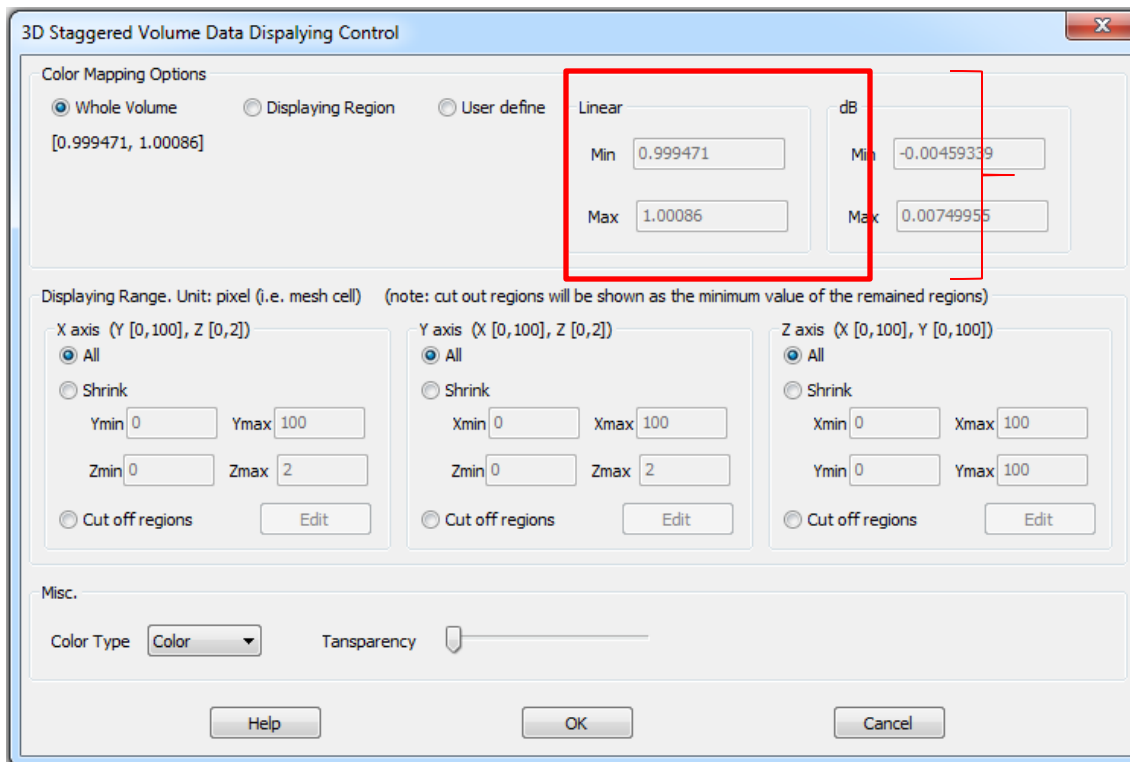 3D Staggered Volume Data Dispalying Control
Color Mapping Options
Whole Volume Displaying Region User define Linear dB
[0.999471, 1.00086]
Min 0.999471 Min -0.00459339
Max 1.00086 Max 0.00749955
Displaying Range. Unit: pixel (i.e. mesh cell) (note: cut out regions will be shown as the minimum value of the remained regions)
X axis (Y [0,100], Z [0,2]) Y axis (X [0,100], Z [0,2]) Z axis (X [0,100], Y [0,100])
All All All
Shrink Shrink Shrink
Ymin 0 Ymax 100 Xmin 0 Xmax 100 Xmin 0 Xmax 100
Zmin 0 Zmax 2 Zmin 0 Zmax 2 Ymin 0 Ymax 100
Cut off regions Edit Cut off regions Edit Cut off regions Edit
Misc.
Color Type Color Tansparency
Help OK Cancel